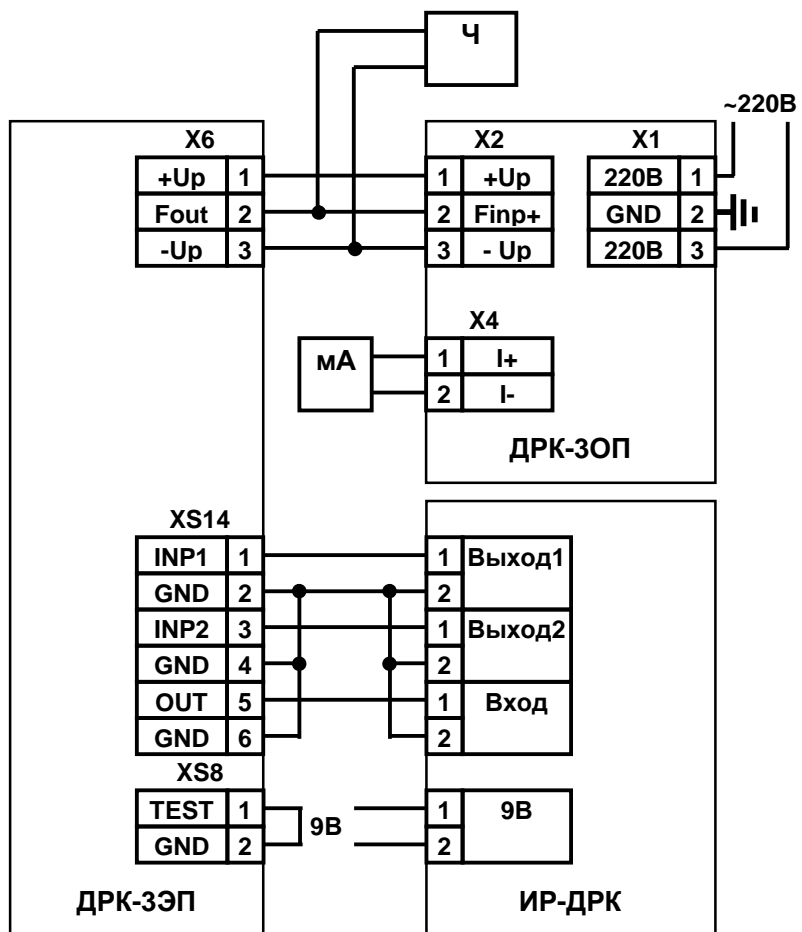 Ч
~220В
X6
X2
X1
+Up 1
1 +Up
220В 1
Fout 2
2 Finp+
GND 2
-Up 3
3 - Up
220В 3
X4
мА
1 I+
2 I-
ДРК-3ОП
XS14
INP1 1
1 Выход1
GND 2
2
INP2 3
1 Выход2
GND 4
2
OUT 5
1 Вход
GND 6
2
XS8
TEST 1
9В
1 9В
GND 2
2
ДРК-3ЭП
ИР-ДРК